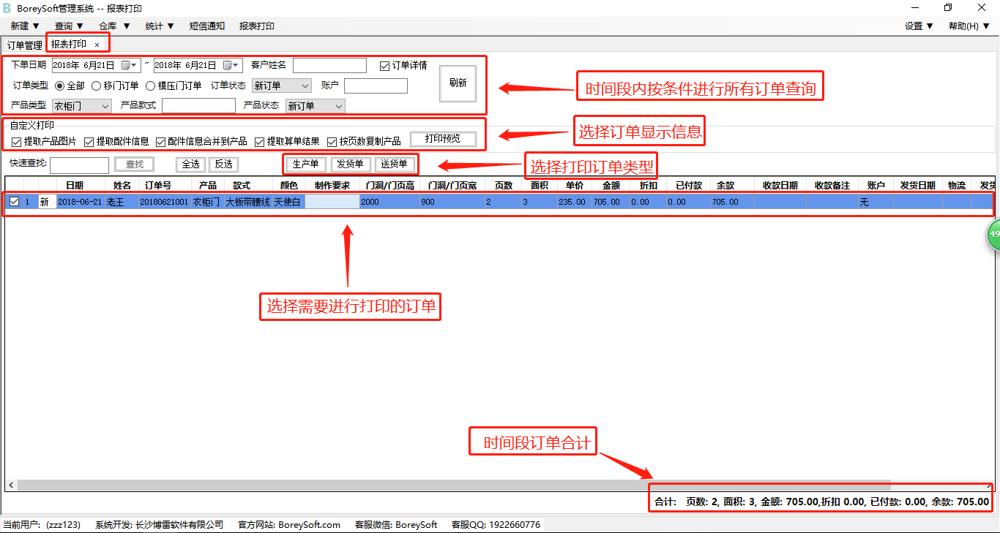 BoreySoft管理系统 -- 报表打印
新建 ▼ 查询 ▼ 仓库 ▼ 统计 ▼ 短信通知 报表打印 设置 ▼ 帮助(H) ▼
订单管理 报表打印 ×
下单日期 2018年 6月21日 ~ 2018年 6月21日 客户姓名 订单详情
刷新
订单类型 全部 移门订单 模压门订单 订单状态 新订单 账户
时间段内按条件进行所有订单查询
产品类型 衣柜门 产品款式 产品状态 新订单
自定义打印
提取产品图片 提取配件信息 配件信息合并到产品 提取算单结果 按页数复制产品 打印预览
选择订单显示信息
快速查找: 查找 全选 反选 生产单 发货单 送货单
选择打印订单类型
日期 姓名 订单号 产品 款式 颜色 制作要求 门洞/门页高 门洞/门页宽 页数 面积 单价 金额 折扣 已付款 余款 收款日期 收款备注 账户 发货日期 物流 发货
1 新 2018-06-21 老王 20180621001 衣柜门 大板带腰线 天使白 2000 900 2 3 235.00 705.00 0.00 0.00 705.00 无
49
选择需要进行打印的订单
时间段订单合计
合计: 页数: 2, 面积: 3, 金额: 705.00,折扣 0.00, 已付款: 0.00, 余款: 705.00
当前用户: (zzz123) 系统开发: 长沙博雷软件有限公司 官方网站: BoreySoft.com 客服微信: BoreySoft 客服QQ: 1922660776